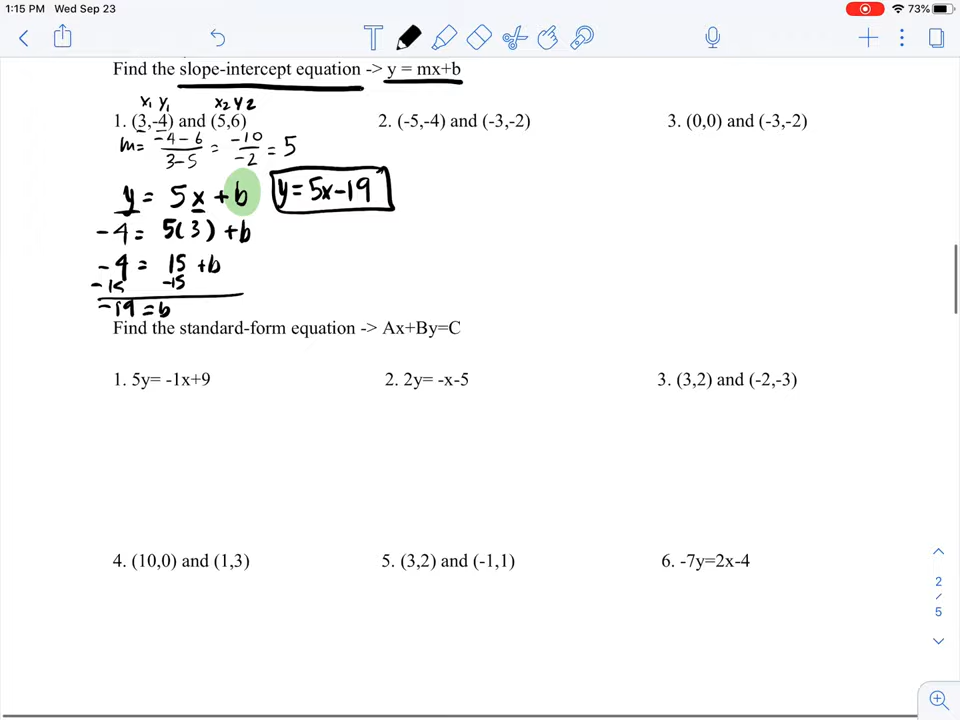 1:15 PM Wed Sep 23
73%
Find the slope-intercept equation -> y = mx+b
x₁ y₁ x₂ y₂
1. (3,-4) and (5,6)
2. (-5,-4) and (-3,-2)
3. (0,0) and (-3,-2)
m= -4-6/3-5 = -10/-2 = 5
y = 5x + b
y = 5x-19
-4 = 5(3) + b
-4 = 15 + b
-15 -15
-19 = b
Find the standard-form equation -> Ax+By=C
1. 5y= -1x+9
2. 2y= -x-5
3. (3,2) and (-2,-3)
4. (10,0) and (1,3)
5. (3,2) and (-1,1)
6. -7y=2x-4
2
/
5